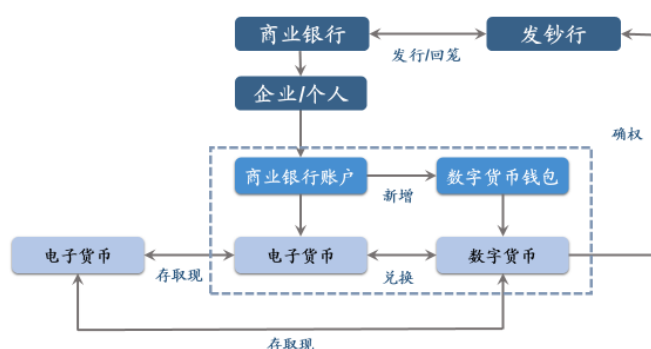 商业银行
发钞行
发行/回笼
企业/个人
确权
商业银行账户
数字货币钱包
新增
电子货币
电子货币
数字货币
存取现
兑换
存取现